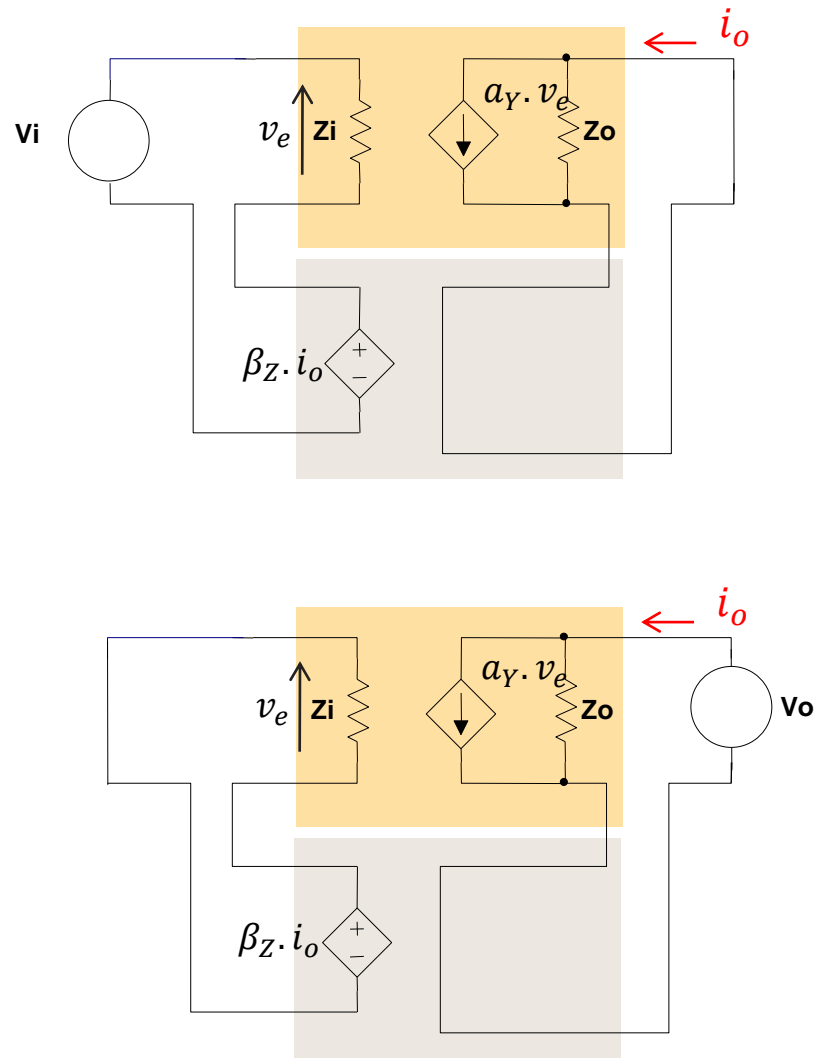 i_o
a_Y. v_e
Vi
v_e
Zi
Zo
β_Z. i_o
+
–
i_o
a_Y. v_e
v_e
Zi
Zo
Vo
β_Z. i_o
+
–